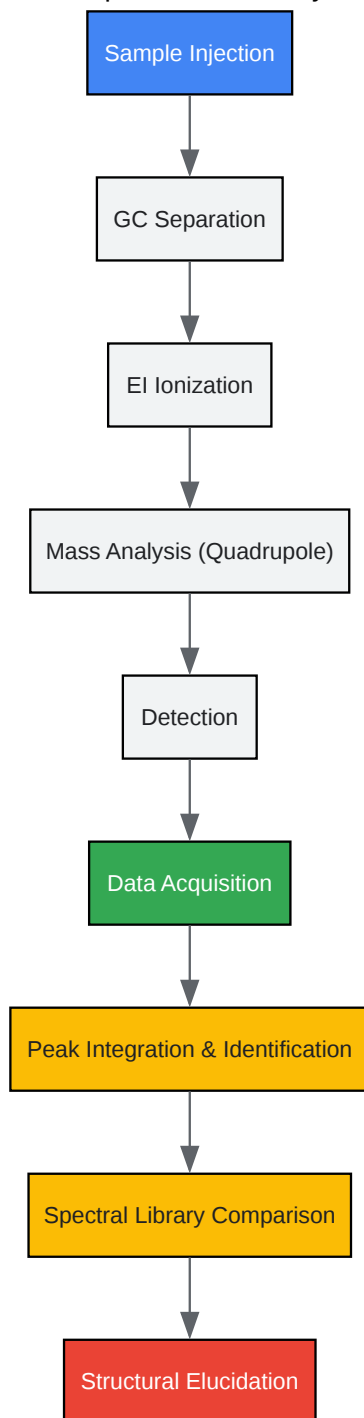 Sample Injection
GC Separation
EI Ionization
Mass Analysis (Quadrupole)
Detection
Data Acquisition
Peak Integration & Identification
Spectral Library Comparison
Structural Elucidation